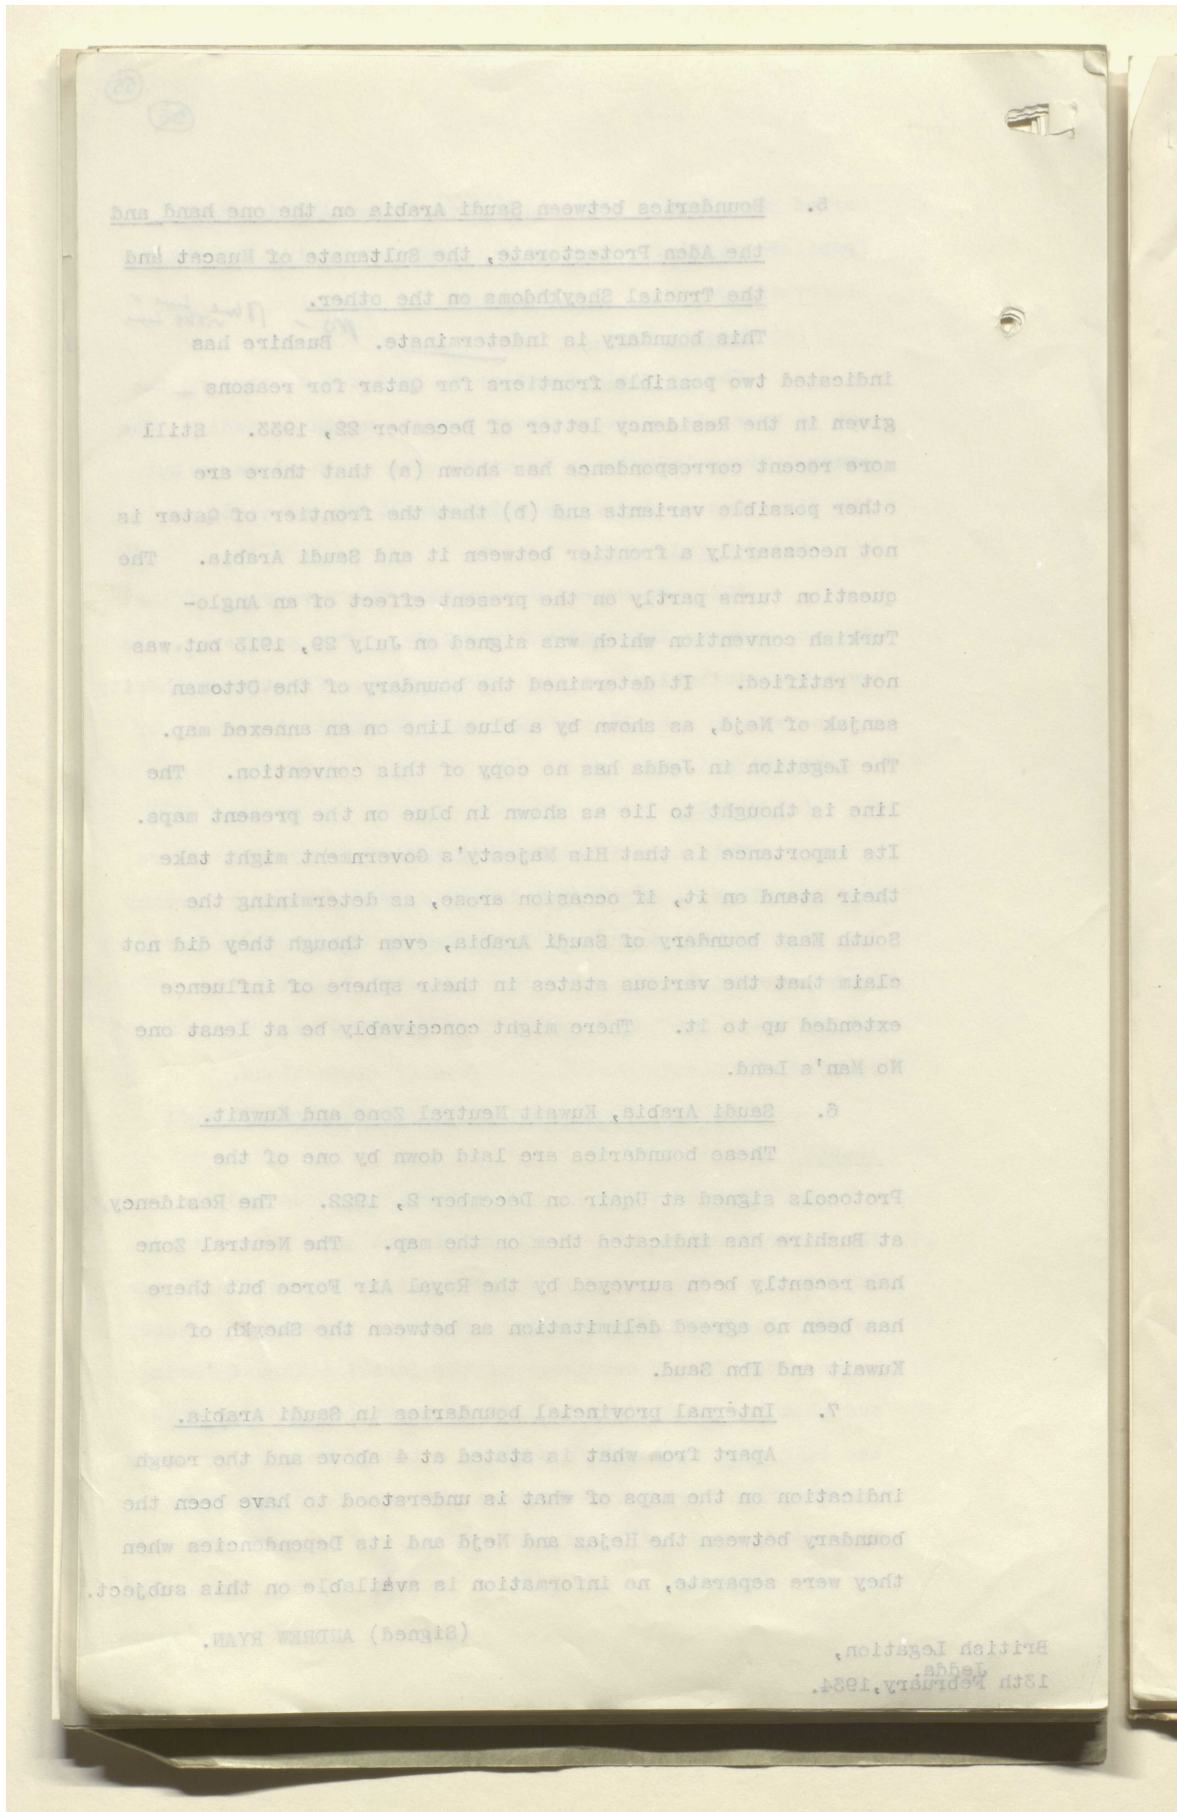 55
5. Boundaries between Saudi Arabia on the one hand and
the Aden Protectorate, the Sultanate of Muscat and
the Trucial Sheykhdoms on the other.
This boundary is indeterminate. Bushire has
indicated two possible frontiers for Qatar for reasons
given in the Residency letter of December 22, 1933. Still
more recent correspondence has shown (a) that there are
other possible variants and (b) that the frontier of Qatar is
not necessarily a frontier between it and Saudi Arabia. The
question turns partly on the present effect of an Anglo-
Turkish convention which was signed on July 29, 1913 but was
not ratified. It determined the boundary of the Ottoman
sanjak of Nejd, as shown by a blue line on an annexed map.
The Legation in Jedda has no copy of this convention. The
line is thought to lie as shown in blue on the present maps.
Its importance is that His Majesty's Government might take
their stand on it, if occasion arose, as determining the
South East boundary of Saudi Arabia, even though they did not
claim that the various states in their sphere of influence
extended up to it. There might conceivably be at least one
No Man's Land.
6. Saudi Arabia, Kuwait Neutral Zone and Kuwait.
These boundaries are laid down by one of the
Protocols signed at Uqair on December 2, 1922. The Residency
at Bushire has indicated them on the map. The Neutral Zone
has recently been surveyed by the Royal Air Force but there
has been no agreed delimitation as between the Sheykh of
Kuwait and Ibn Saud.
7. Internal provincial boundaries in Saudi Arabia.
Apart from what is stated at 4 above and the rough
indication on the maps of what is understood to have been the
boundary between the Hejaz and Nejd and its Dependencies when
they were separate, no information is available on this subject.
(Signed) ANDREW RYAN.
British Legation,
Jedda.
13th February, 1934.